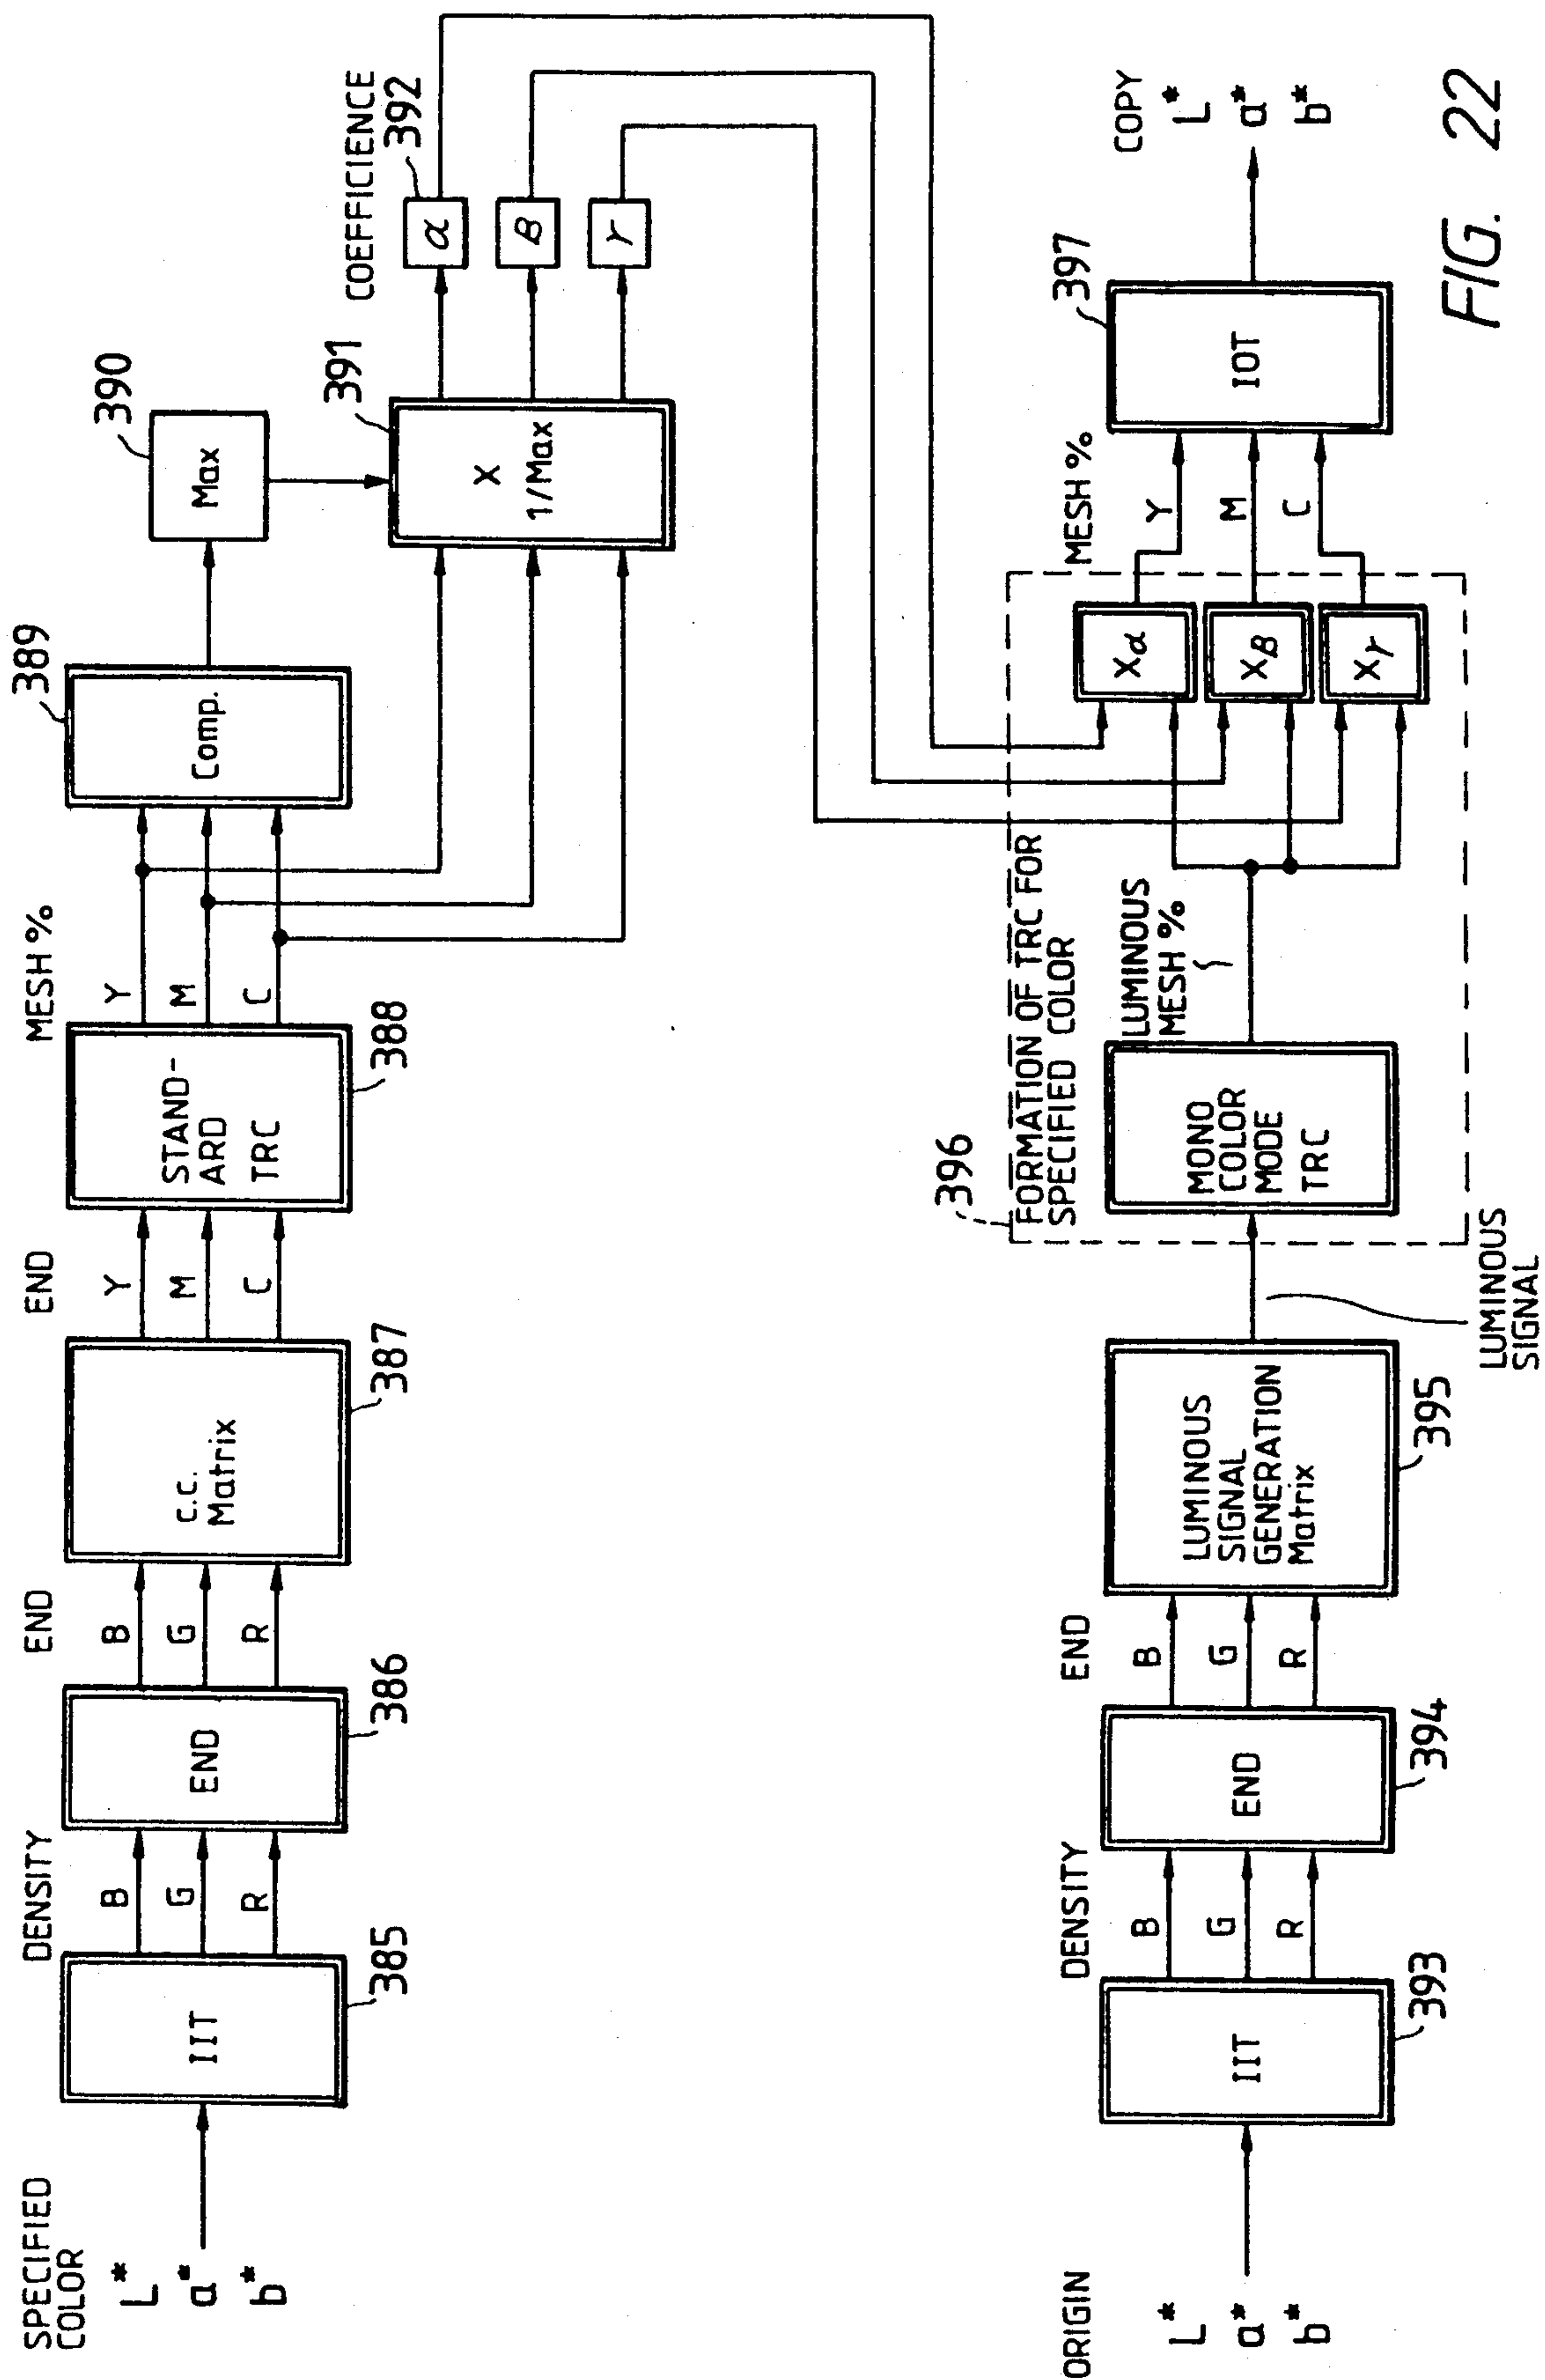 SPECIFIED
COLOR
L*
a*
b*
IIT
385
DENSITY
B
G
R
END
386
END
B
G
R
C.C.
Matrix
387
END
Y
M
C
STAND-
ARD
TRC
388
MESH %
Y
M
C
Comp.
389
Max
390
X
1/Max
391
COEFFICIENCE
392
α
β
γ
ORIGIN
L*
a*
b*
IIT
393
DENSITY
B
G
R
END
394
END
B
G
R
LUMINOUS
SIGNAL
GENERATION
Matrix
395
LUMINOUS
SIGNAL
396
FORMATION OF TRC FOR
SPECIFIED COLOR
MONO
COLOR
MODE
TRC
LUMINOUS
MESH %
Xα
Xβ
Xγ
MESH %
Y
M
C
IOT
397
COPY
L*
a*
b*
FIG. 22